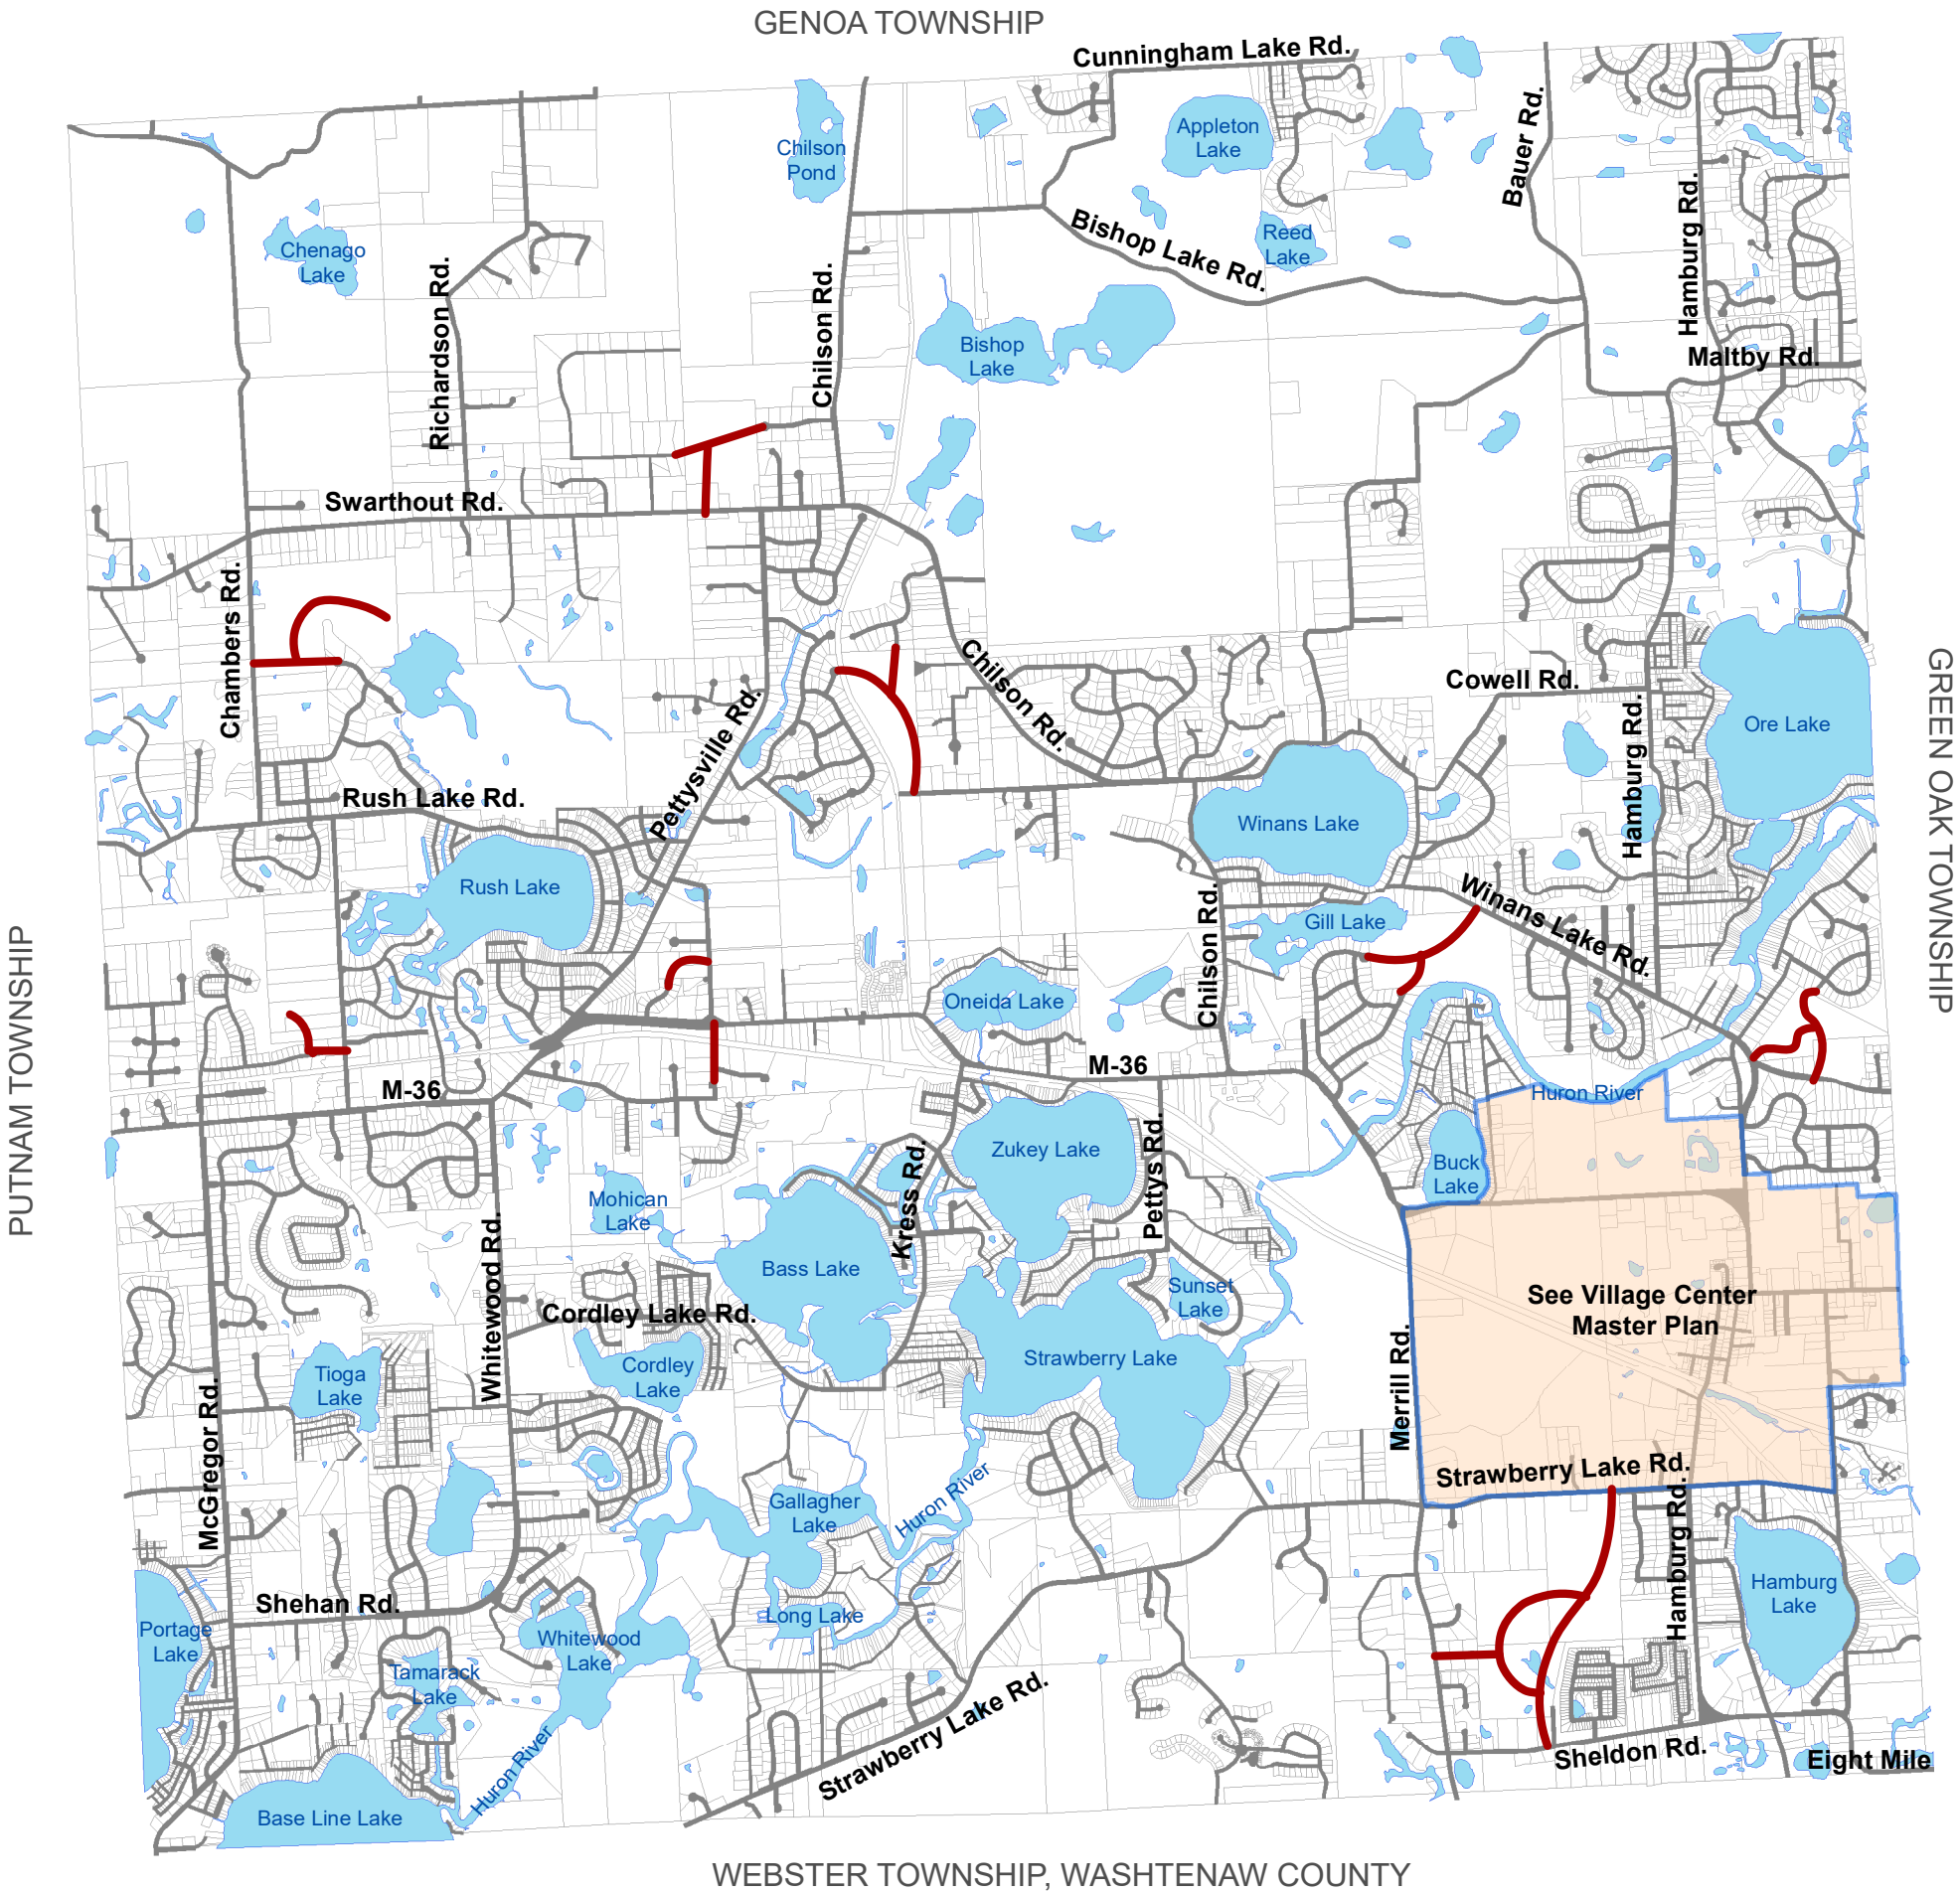 GENOA TOWNSHIP
Cunningham Lake Rd.
Appleton
Lake
Chilson
Pond
Bauer Rd.
Hamburg Rd.
Bishop Lake Rd.
Reed
Lake
Chenago
Lake
Richardson Rd.
Chilson Rd.
Bishop
Lake
Maltby Rd.
Swarthout Rd.
Chambers Rd.
Chilson Rd.
Cowell Rd.
Hamburg Rd.
Ore Lake
GREEN OAK TOWNSHIP
Pettysville Rd.
Rush Lake Rd.
Winans Lake
Rush Lake
Chilson Rd.
Gill Lake
Winans Lake Rd.
PUTNAM TOWNSHIP
Oneida Lake
M-36
M-36
Huron River
Zukey Lake
Pettys Rd.
Buck
Lake
Mohican
Lake
Kress Rd.
Whitewood Rd.
Bass Lake
Sunset
Lake
See Village Center
Master Plan
Cordley Lake Rd.
Cordley
Lake
Strawberry Lake
Tioga
Lake
Merrill Rd.
McGregor Rd.
Strawberry Lake Rd.
Hamburg Rd.
Gallagher
Lake
Huron River
Hamburg
Lake
Shehan Rd.
Long Lake
Portage
Lake
Whitewood
Lake
Tamarack
Lake
Huron River
Strawberry Lake Rd.
Sheldon Rd.
Eight Mile
Base Line Lake
WEBSTER TOWNSHIP, WASHTENAW COUNTY